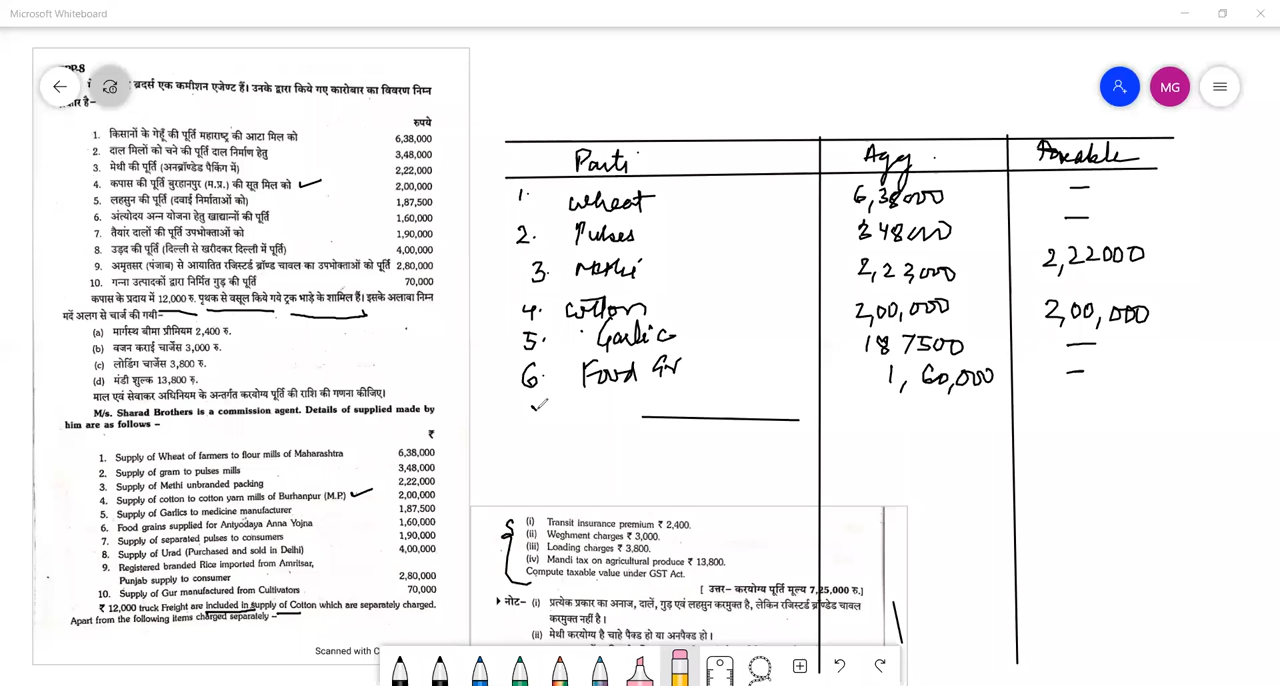 Microsoft Whiteboard
MG
ब्रदर्स एक कमीशन एजेण्ट हैं। उनके द्वारा किये गए कारोबार का विवरण निम्न
है–
रुपये
1. किसानों के गेहूँ की पूर्ति महाराष्ट्र की आटा मिल को 6,38,000
2. दाल मिलों को चने की पूर्ति दाल निर्माण हेतु 3,48,000
3. मेथी की पूर्ति (अनब्रॉण्डेड पैकिंग में) 2,22,000
4. कपास की पूर्ति बुरहानपुर (म.प्र.) की सूत मिल को 2,00,000
5. लहसुन की पूर्ति (दवाई निर्माताओं को) 1,87,500
6. अंत्योदय अन्न योजना हेतु खाद्यान्नों की पूर्ति 1,60,000
7. तैयार दालों की पूर्ति उपभोक्ताओं को 1,90,000
8. उड़द की पूर्ति (दिल्ली से खरीदकर दिल्ली में पूर्ति) 4,00,000
9. अमृतसर (पंजाब) से आयातित रजिस्टर्ड ब्रॉण्ड चावल का उपभोक्ताओं को पूर्ति 2,80,000
10. गन्ना उत्पादकों द्वारा निर्मित गुड़ की पूर्ति 70,000
कपास के प्रदाय में 12,000 रु. पृथक से वसूल किये गये ट्रक भाड़े के शामिल हैं। इसके अलावा निम्न
मदें अलग से चार्ज की गयी–
(a) मार्गस्थ बीमा प्रीमियम 2,400 रु.
(b) वजन कराई चार्जेस 3,000 रु.
(c) लोडिंग चार्जेस 3,800 रु.
(d) मंडी शुल्क 13,800 रु.
माल एवं सेवाकर अधिनियम के अन्तर्गत करयोग्य पूर्ति की राशि की गणना कीजिए।
M/s. Sharad Brothers is a commission agent. Details of supplied made by
him are as follows –
₹
1. Supply of Wheat of farmers to flour mills of Maharashtra 6,38,000
2. Supply of gram to pulses mills 3,48,000
3. Supply of Methi unbranded packing 2,22,000
4. Supply of cotton to cotton yarn mills of Burhanpur (M.P.) 2,00,000
5. Supply of Garlics to medicine manufacturer 1,87,500
6. Food grains supplied for Antyodaya Anna Yojna 1,60,000
7. Supply of separated pulses to consumers 1,90,000
8. Supply of Urad (Purchased and sold in Delhi) 4,00,000
9. Registered branded Rice imported from Amritsar,
Punjab supply to consumer 2,80,000
10. Supply of Gur manufactured from Cultivators 70,000
₹ 12,000 truck Freight are included in supply of Cotton which are separately charged.
Apart from the following items charged separately –
Scanned with
Parti Agg. Taxable
1. Wheat 6,38000 –
2. Pulses 348000 –
3. Methi 2,22000 2,22000
4. Cotton 2,00,000 2,00,000
5. Garlic 187500 –
6. Food Gr 1,60,000 –
(i) Transit insurance premium ₹ 2,400.
(ii) Weghment charges ₹ 3,000.
(iii) Loading charges ₹ 3,800.
(iv) Mandi tax on agricultural produce ₹ 13,800.
Compute taxable value under GST Act.
[ उत्तर– करयोग्य पूर्ति मूल्य 7,25,000 रु.]
नोट– (i) प्रत्येक प्रकार का अनाज, दालें, गुड़ एवं लहसुन करमुक्त है, लेकिन रजिस्टर्ड ब्रॉण्डेड चावल
करमुक्त नहीं है।
(ii) मेथी करयोग्य है चाहे पैक्ड हो या अनपैक्ड हो।